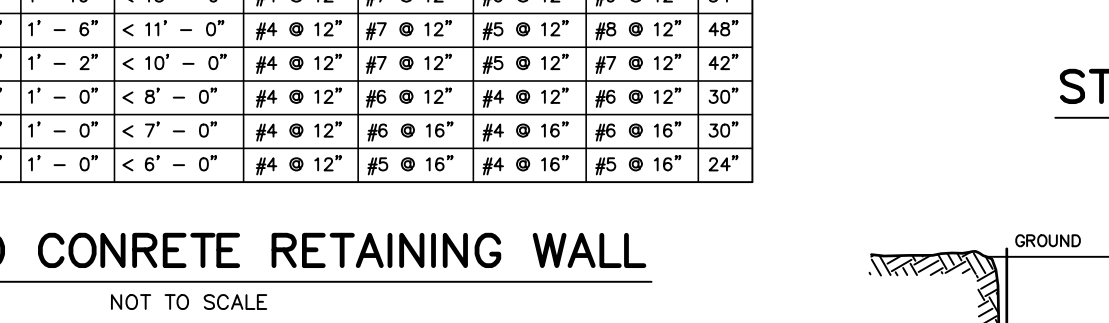 1' - 6" < 11' - 0" #4 @ 12" #7 @ 12" #5 @ 12" #8 @ 12" 48"
1' - 2" < 10' - 0" #4 @ 12" #7 @ 12" #5 @ 12" #7 @ 12" 42"
1' - 0" < 8' - 0" #4 @ 12" #6 @ 12" #4 @ 12" #6 @ 12" 30"
1' - 0" < 7' - 0" #4 @ 12" #6 @ 16" #4 @ 16" #6 @ 16" 30"
1' - 0" < 6' - 0" #4 @ 12" #5 @ 16" #4 @ 16" #5 @ 16" 24"
CONRETE RETAINING WALL
NOT TO SCALE
ST
GROUND